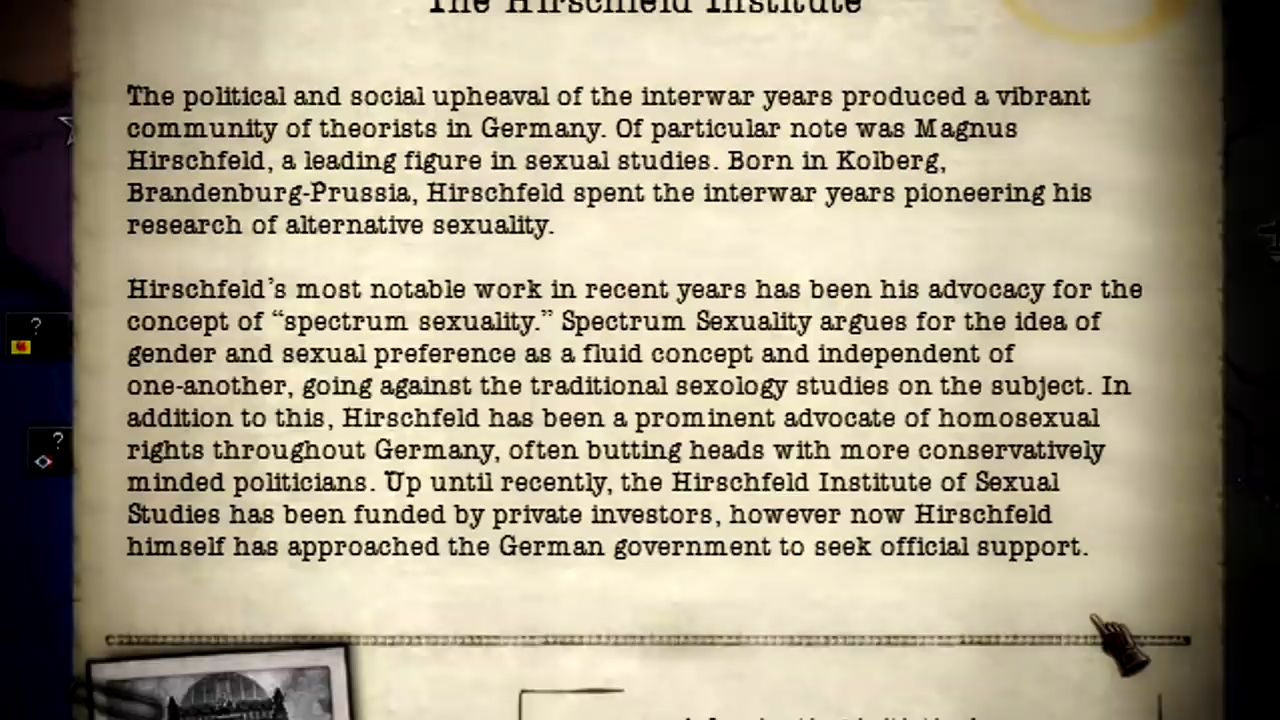 The Hirschfeld Institute
The political and social upheaval of the interwar years produced a vibrant
community of theorists in Germany. Of particular note was Magnus
Hirschfeld, a leading figure in sexual studies. Born in Kolberg,
Brandenburg-Prussia, Hirschfeld spent the interwar years pioneering his
research of alternative sexuality.
Hirschfeld's most notable work in recent years has been his advocacy for the
concept of “spectrum sexuality.” Spectrum Sexuality argues for the idea of
gender and sexual preference as a fluid concept and independent of
one-another, going against the traditional sexology studies on the subject. In
addition to this, Hirschfeld has been a prominent advocate of homosexual
rights throughout Germany, often butting heads with more conservatively
minded politicians. Up until recently, the Hirschfeld Institute of Sexual
Studies has been funded by private investors, however now Hirschfeld
himself has approached the German government to seek official support.
?
?